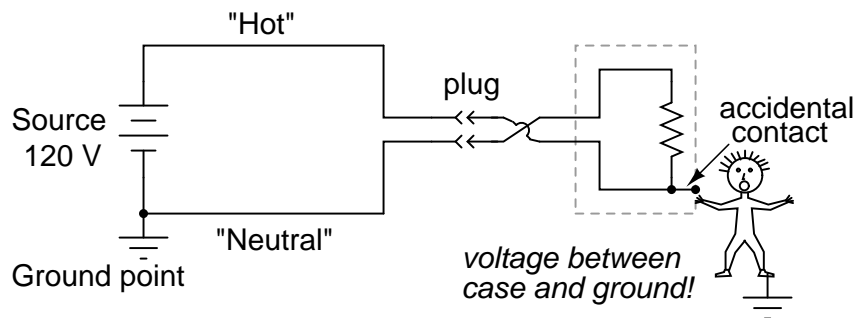 "Hot"
plug
Source
120 V
accidental
contact
"Neutral"
Ground point
voltage between
case and ground!